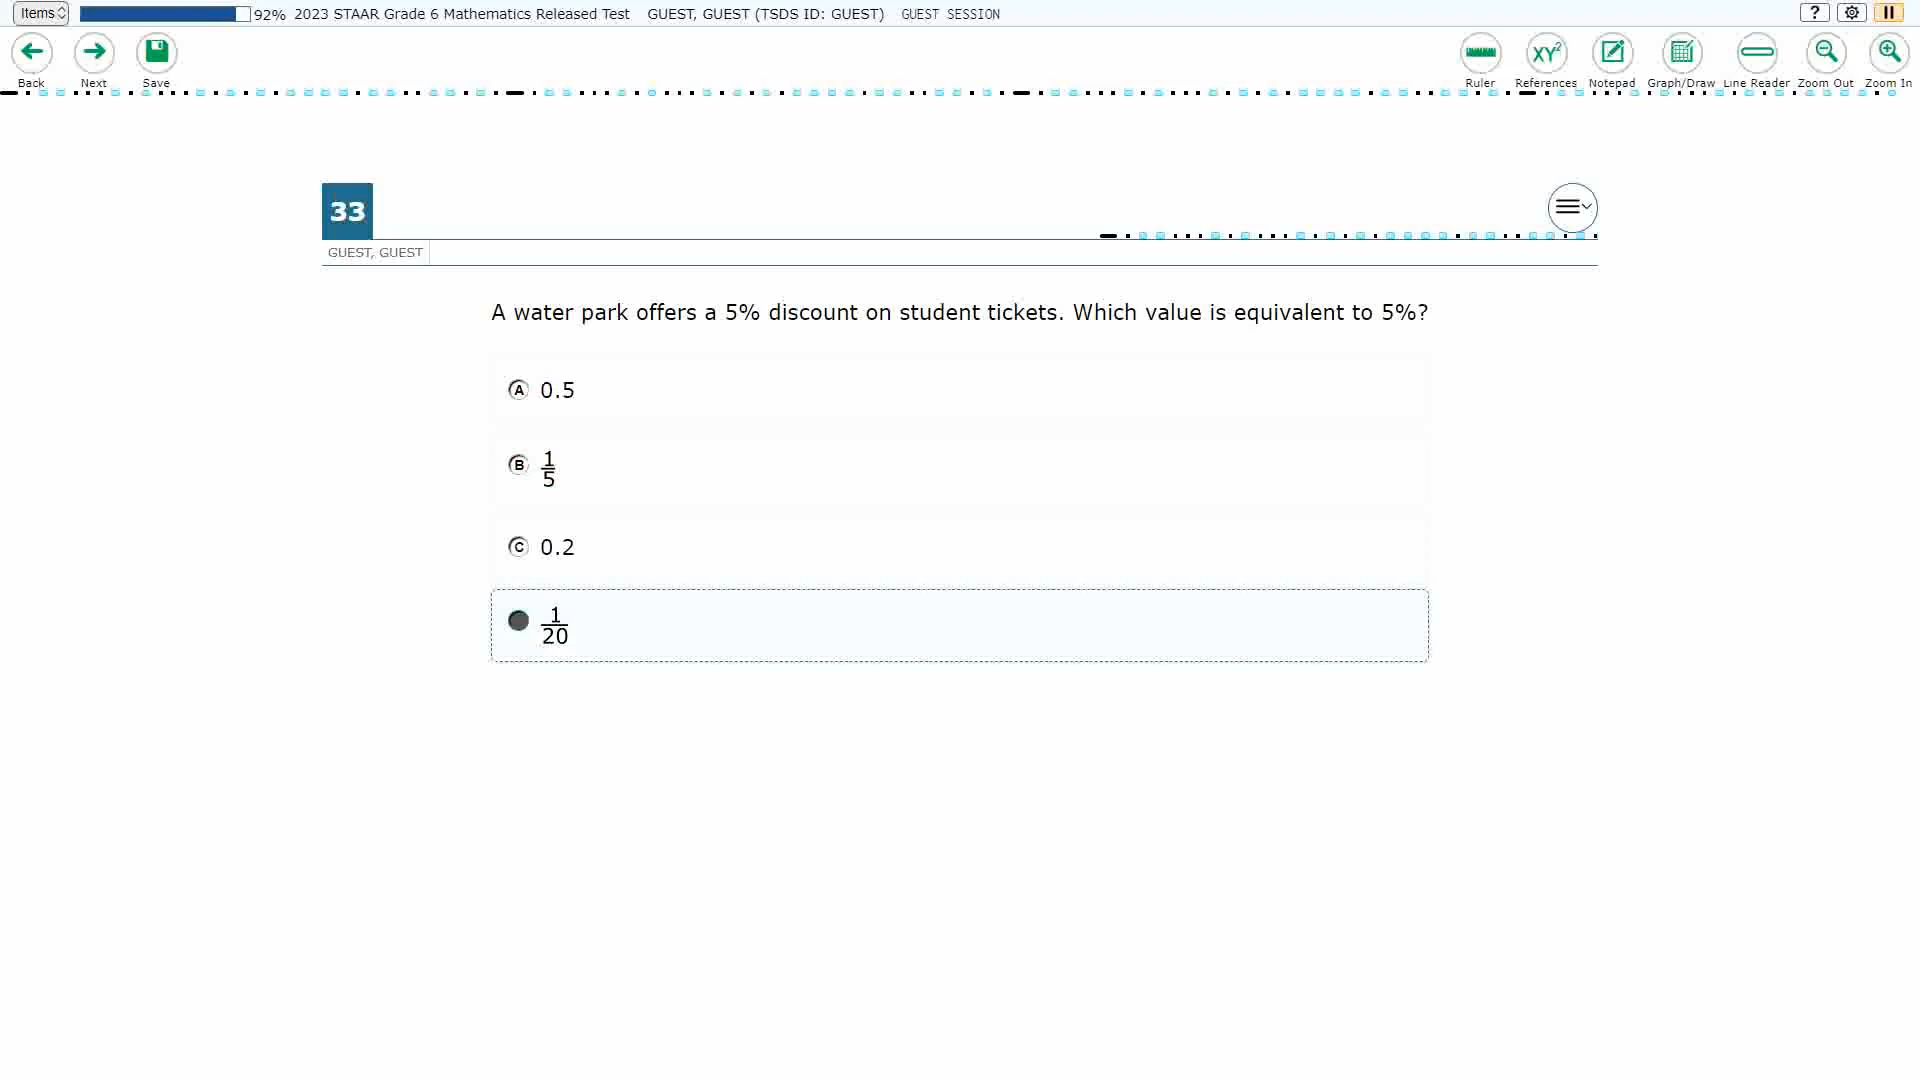 Items 92% 2023 STAAR Grade 6 Mathematics Released Test GUEST, GUEST (TSDS ID: GUEST) GUEST SESSION ?
Back Next Save XY² Ruler References Notepad Graph/Draw Line Reader Zoom Out Zoom In
33
GUEST, GUEST
A water park offers a 5% discount on student tickets. Which value is equivalent to 5%?
A 0.5
B 1/5
C 0.2
1/20